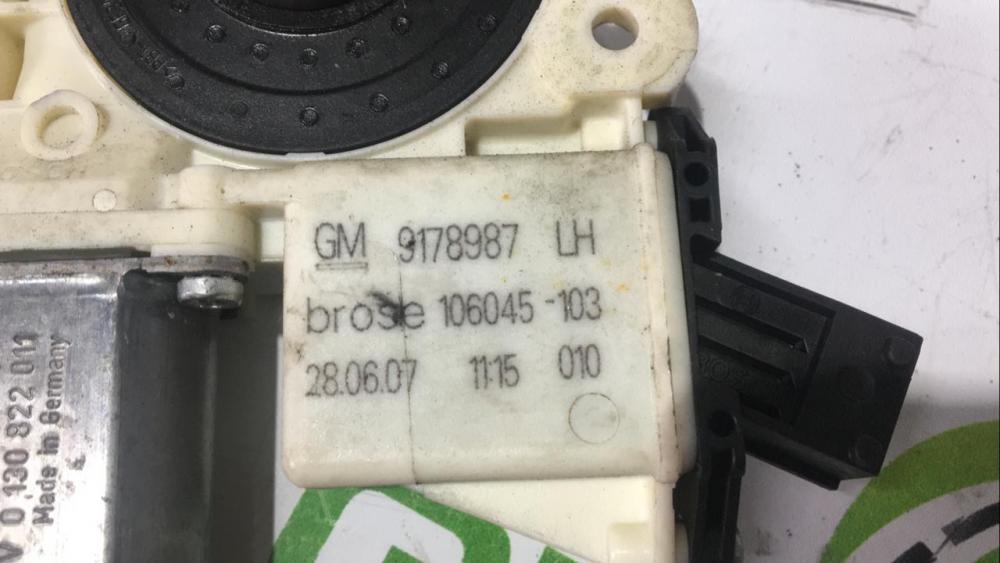 GM 9178987 LH
brose 106045-103
28.06.07 11:15 010
V 0 130 822 011
Made in Germany